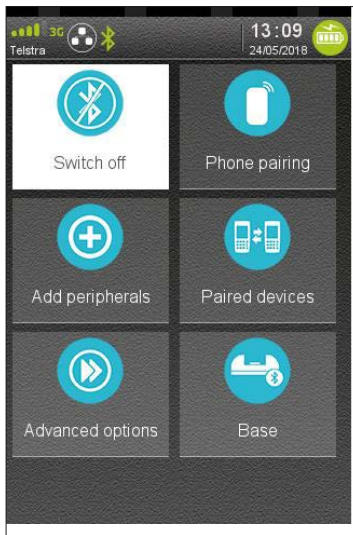 3G
13:09
Telstra
24/05/2018
Switch off
Phone pairing
Add peripherals
Paired devices
Advanced options
Base